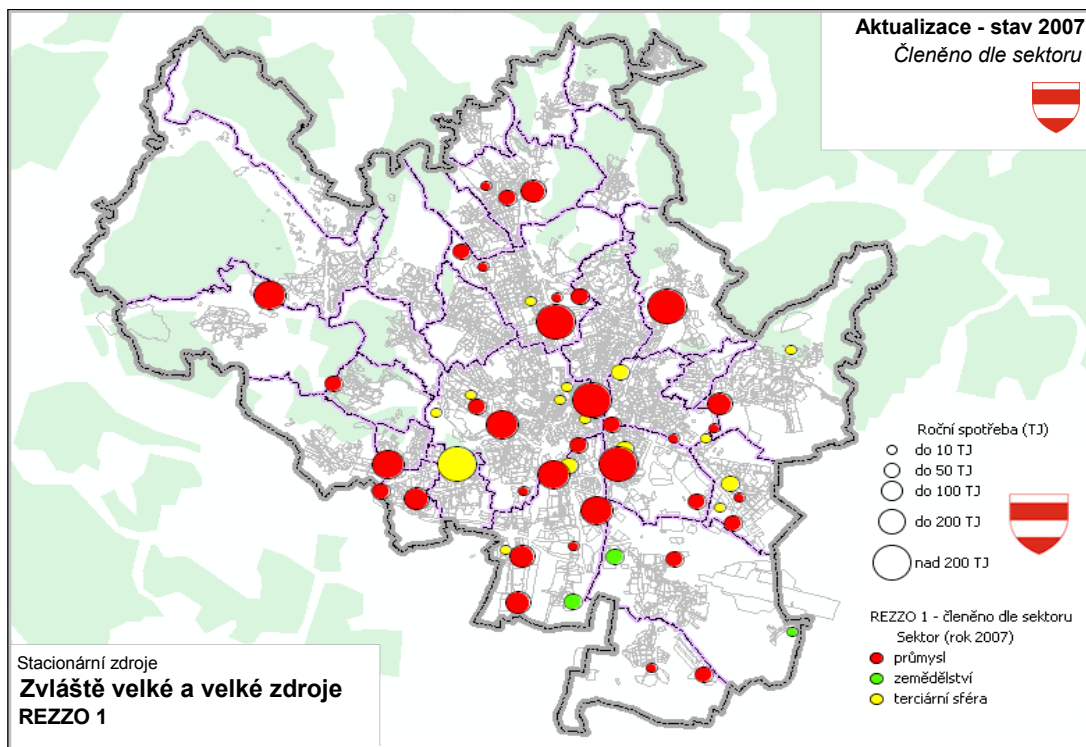 Aktualizace - stav 2007
Členěno dle sektoru
Roční spotřeba (TJ)
do 10 TJ
do 50 TJ
do 100 TJ
do 200 TJ
nad 200 TJ
REZZO 1 - členěno dle sektoru
Sektor (rok 2007)
průmysl
zemědělství
terciární sféra
Stacionární zdroje
Zvláště velké a velké zdroje
REZZO 1